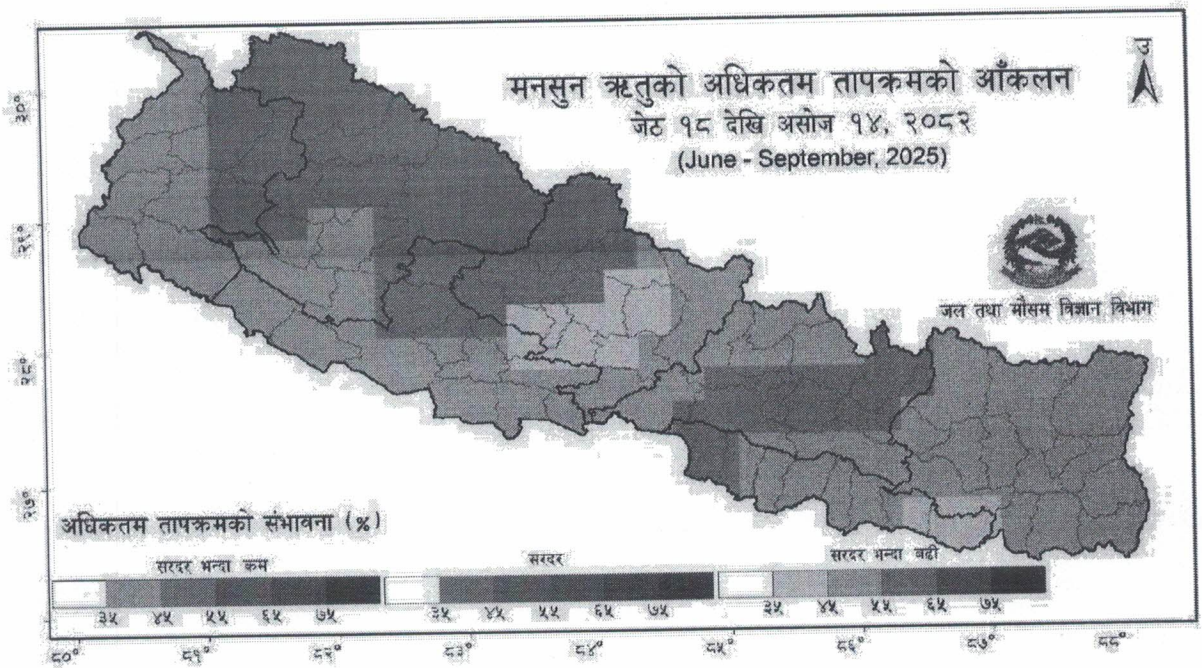 मनसुन ऋतुको अधिकतम तापक्रमको आँकलन
जेठ १८ देखि असोज १४, २०८२
(June - September, 2025)
उ
३०°
२९°
२८°
२७°
जल तथा मौसम विज्ञान विभाग
अधिकतम तापक्रमको संभावना (%)
सरदर भन्दा कम
सरदर
सरदर भन्दा बढी
३५ ४५ ५५ ६५ ७५
३५ ४५ ५५ ६५ ७५
३५ ४५ ५५ ६५ ७५
८०° ८१° ८२° ८३° ८४° ८५° ८६° ८७° ८८°